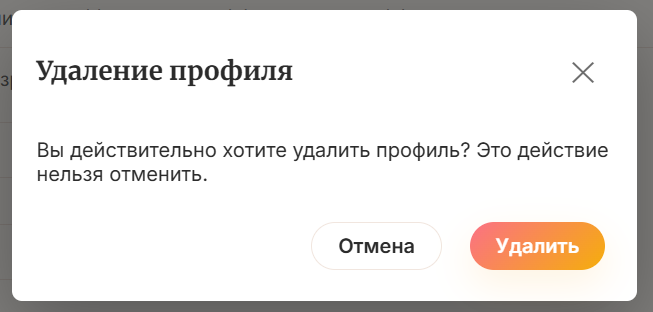 Удаление профиля
Вы действительно хотите удалить профиль? Это действие
нельзя отменить.
Отмена
Удалить